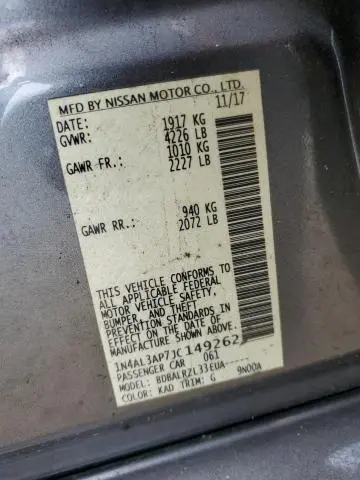 MFD BY NISSAN MOTOR CO., LTD.
DATE: 11/17
GVWR: 1917 KG
4226 LB
GAWR FR.: 1010 KG
2227 LB
GAWR RR.: 940 KG
2072 LB
THIS VEHICLE CONFORMS TO
ALL APPLICABLE FEDERAL
MOTOR VEHICLE SAFETY,
BUMPER, AND THEFT
PREVENTION STANDARDS IN
EFFECT ON THE DATE OF
MANUFACTURE SHOWN ABOVE.
1N4AL3AP7JC149262
PASSENGER CAR 061
MODEL: BDBALRZL33EUA-----
COLOR: KAD TRIM: G 9N00A